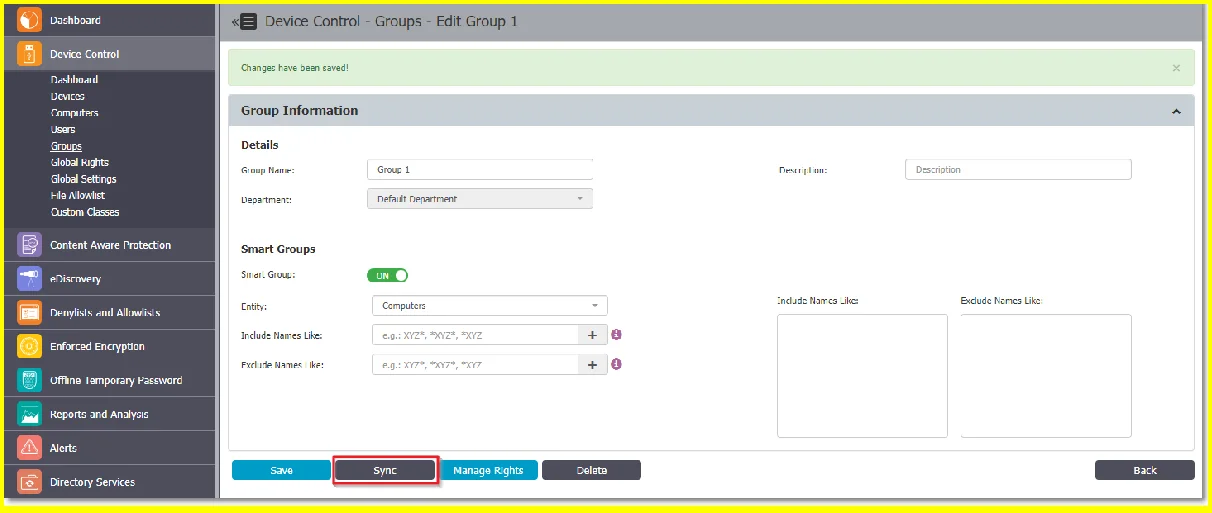 Dashboard
Device Control
Dashboard
Devices
Computers
Users
Groups
Global Rights
Global Settings
File Allowlist
Custom Classes
Content Aware Protection
eDiscovery
Denylists and Allowlists
Enforced Encryption
Offline Temporary Password
Reports and Analysis
Alerts
Directory Services
« Device Control - Groups - Edit Group 1
Changes have been saved! ×
Group Information
Details
Group Name: Group 1 Description: Description
Department: Default Department
Smart Groups
Smart Group: ON
Entity: Computers Include Names Like: Exclude Names Like:
Include Names Like: e.g.: XYZ*, *XYZ*, *XYZ + i
Exclude Names Like: e.g.: XYZ*, *XYZ*, *XYZ + i
Save Sync Manage Rights Delete Back